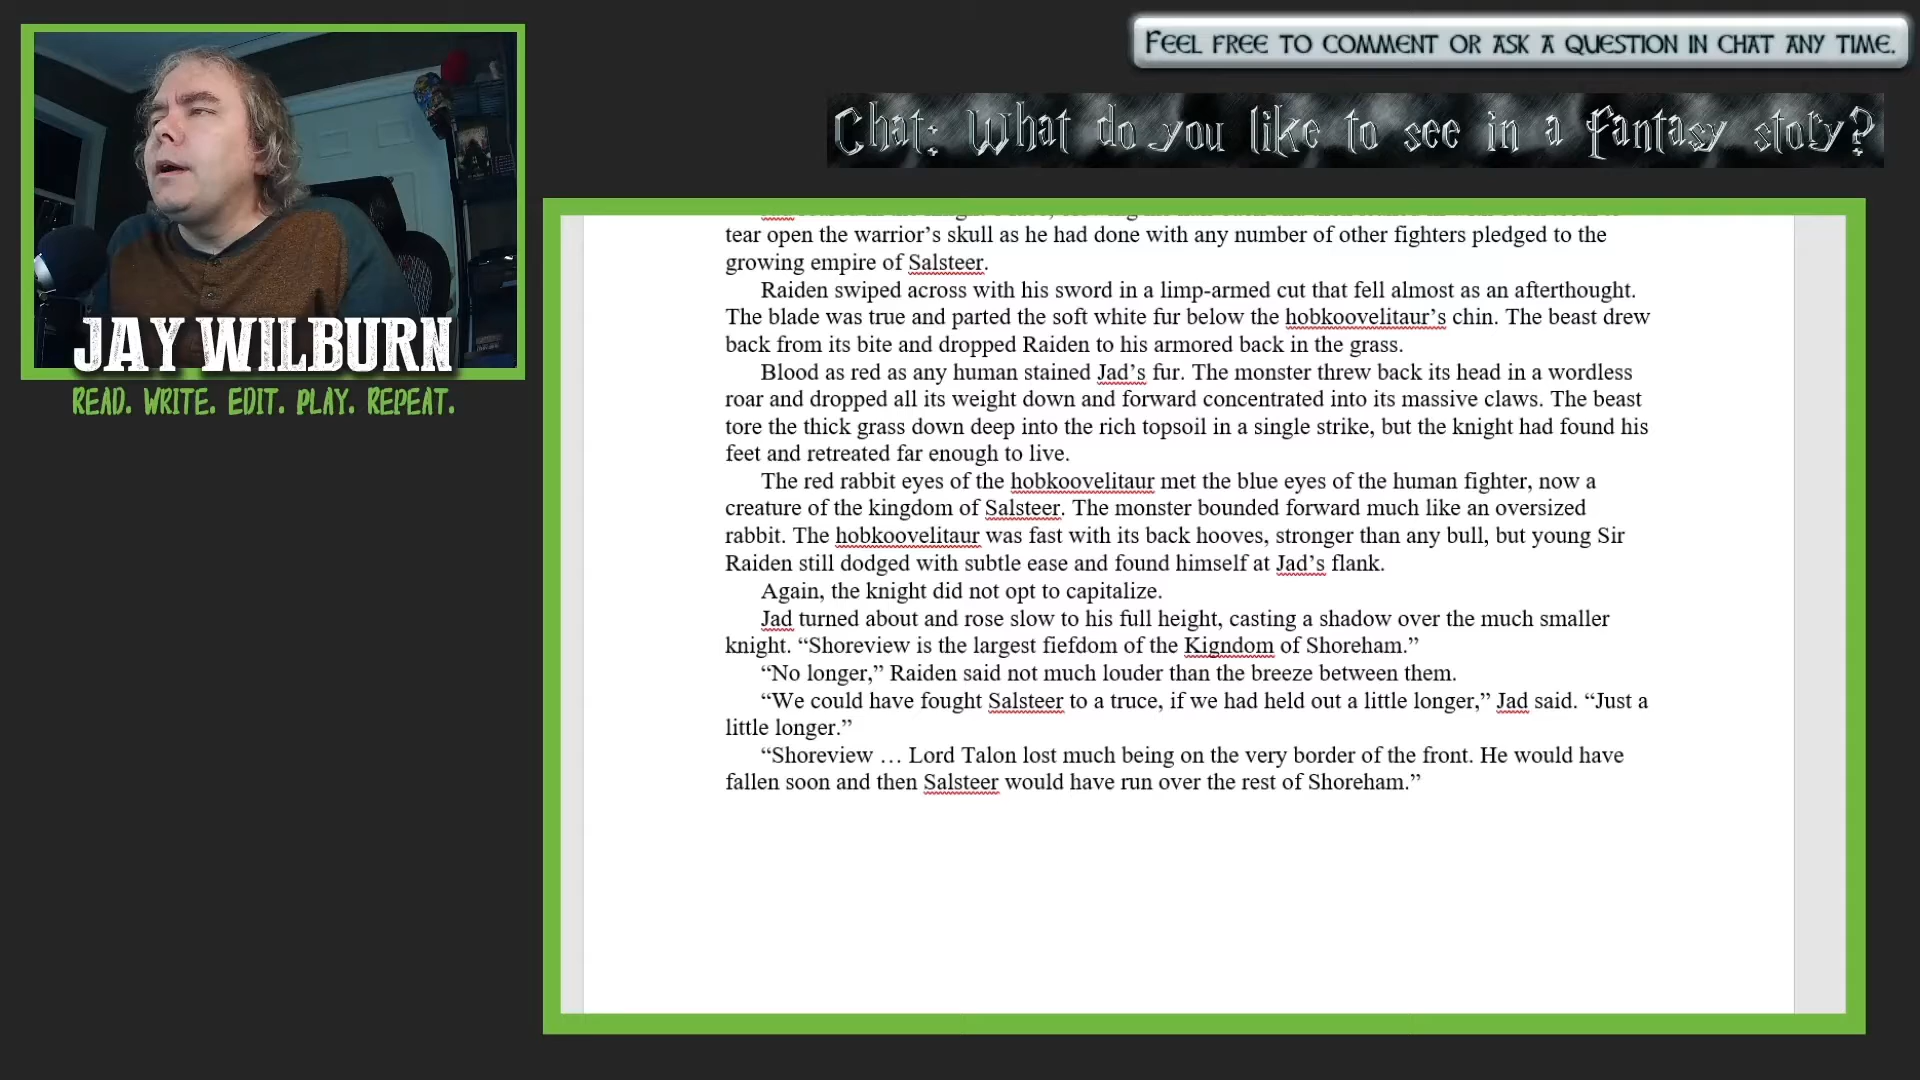 FEEL FREE TO COMMENT OR ASK A QUESTION IN CHAT ANY TIME.
Chat: What do you like to see in a fantasy story?
JAY WILBURN
READ. WRITE. EDIT. PLAY. REPEAT.
tear open the warrior’s skull as he had done with any number of other fighters pledged to the
growing empire of Salsteer.
Raiden swiped across with his sword in a limp-armed cut that fell almost as an afterthought.
The blade was true and parted the soft white fur below the hobkoovelitaur’s chin. The beast drew
back from its bite and dropped Raiden to his armored back in the grass.
Blood as red as any human stained Jad’s fur. The monster threw back its head in a wordless
roar and dropped all its weight down and forward concentrated into its massive claws. The beast
tore the thick grass down deep into the rich topsoil in a single strike, but the knight had found his
feet and retreated far enough to live.
The red rabbit eyes of the hobkoovelitaur met the blue eyes of the human fighter, now a
creature of the kingdom of Salsteer. The monster bounded forward much like an oversized
rabbit. The hobkoovelitaur was fast with its back hooves, stronger than any bull, but young Sir
Raiden still dodged with subtle ease and found himself at Jad’s flank.
Again, the knight did not opt to capitalize.
Jad turned about and rose slow to his full height, casting a shadow over the much smaller
knight. “Shoreview is the largest fiefdom of the Kigndom of Shoreham.”
“No longer,” Raiden said not much louder than the breeze between them.
“We could have fought Salsteer to a truce, if we had held out a little longer,” Jad said. “Just a
little longer.”
“Shoreview … Lord Talon lost much being on the very border of the front. He would have
fallen soon and then Salsteer would have run over the rest of Shoreham.”